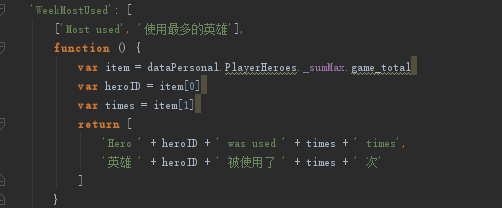 'WeekMostUsed': [
['Most used', '使用最多的英雄'],
function () {
var item = dataPersonal.PlayerHeroes._sumMax.game_total
var heroID = item[0]
var times = item[1]
return [
'Hero ' + heroID + ' was used ' + times + ' times',
'英雄 ' + heroID + ' 被使用了 ' + times + ' 次'
]
}